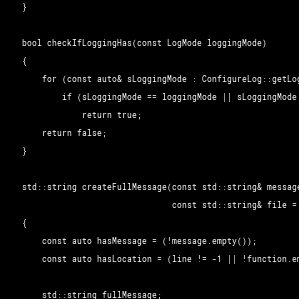 }
bool checkIfLoggingHas(const LogMode loggingMode)
{
for (const auto& sLoggingMode : ConfigureLog::getLog
if (sLoggingMode == loggingMode || sLoggingMode
return true;
return false;
}
std::string createFullMessage(const std::string& message
const std::string& file =
{
const auto hasMessage = (!message.empty());
const auto hasLocation = (line != -1 || !function.em
std::string fullMessage;